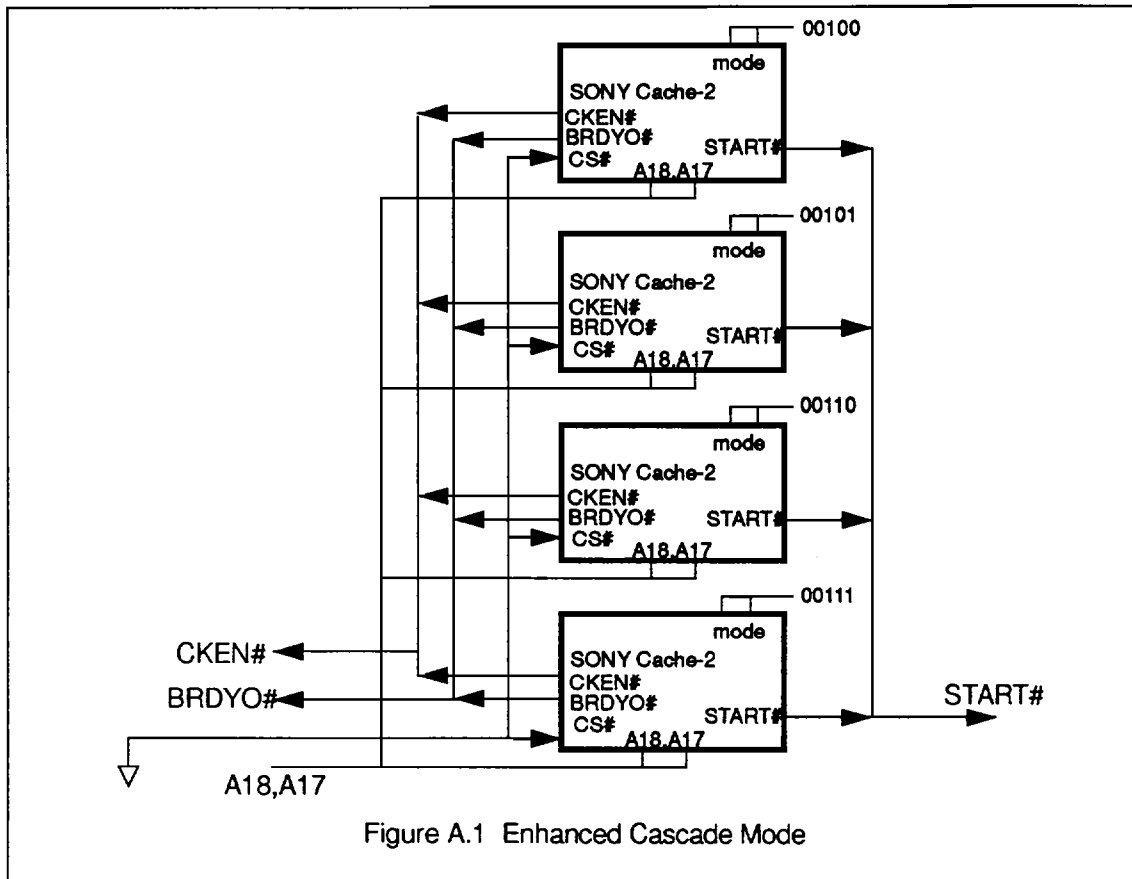 00100
mode
SONY Cache-2
CKEN#
BRDYO#
START#
CS#
A18,A17
00101
mode
SONY Cache-2
CKEN#
BRDYO#
START#
CS#
A18,A17
00110
mode
SONY Cache-2
CKEN#
BRDYO#
START#
CS#
A18,A17
00111
mode
SONY Cache-2
CKEN#
BRDYO#
START#
CS#
A18,A17
CKEN#
BRDYO#
START#
A18,A17
Figure A.1 Enhanced Cascade Mode